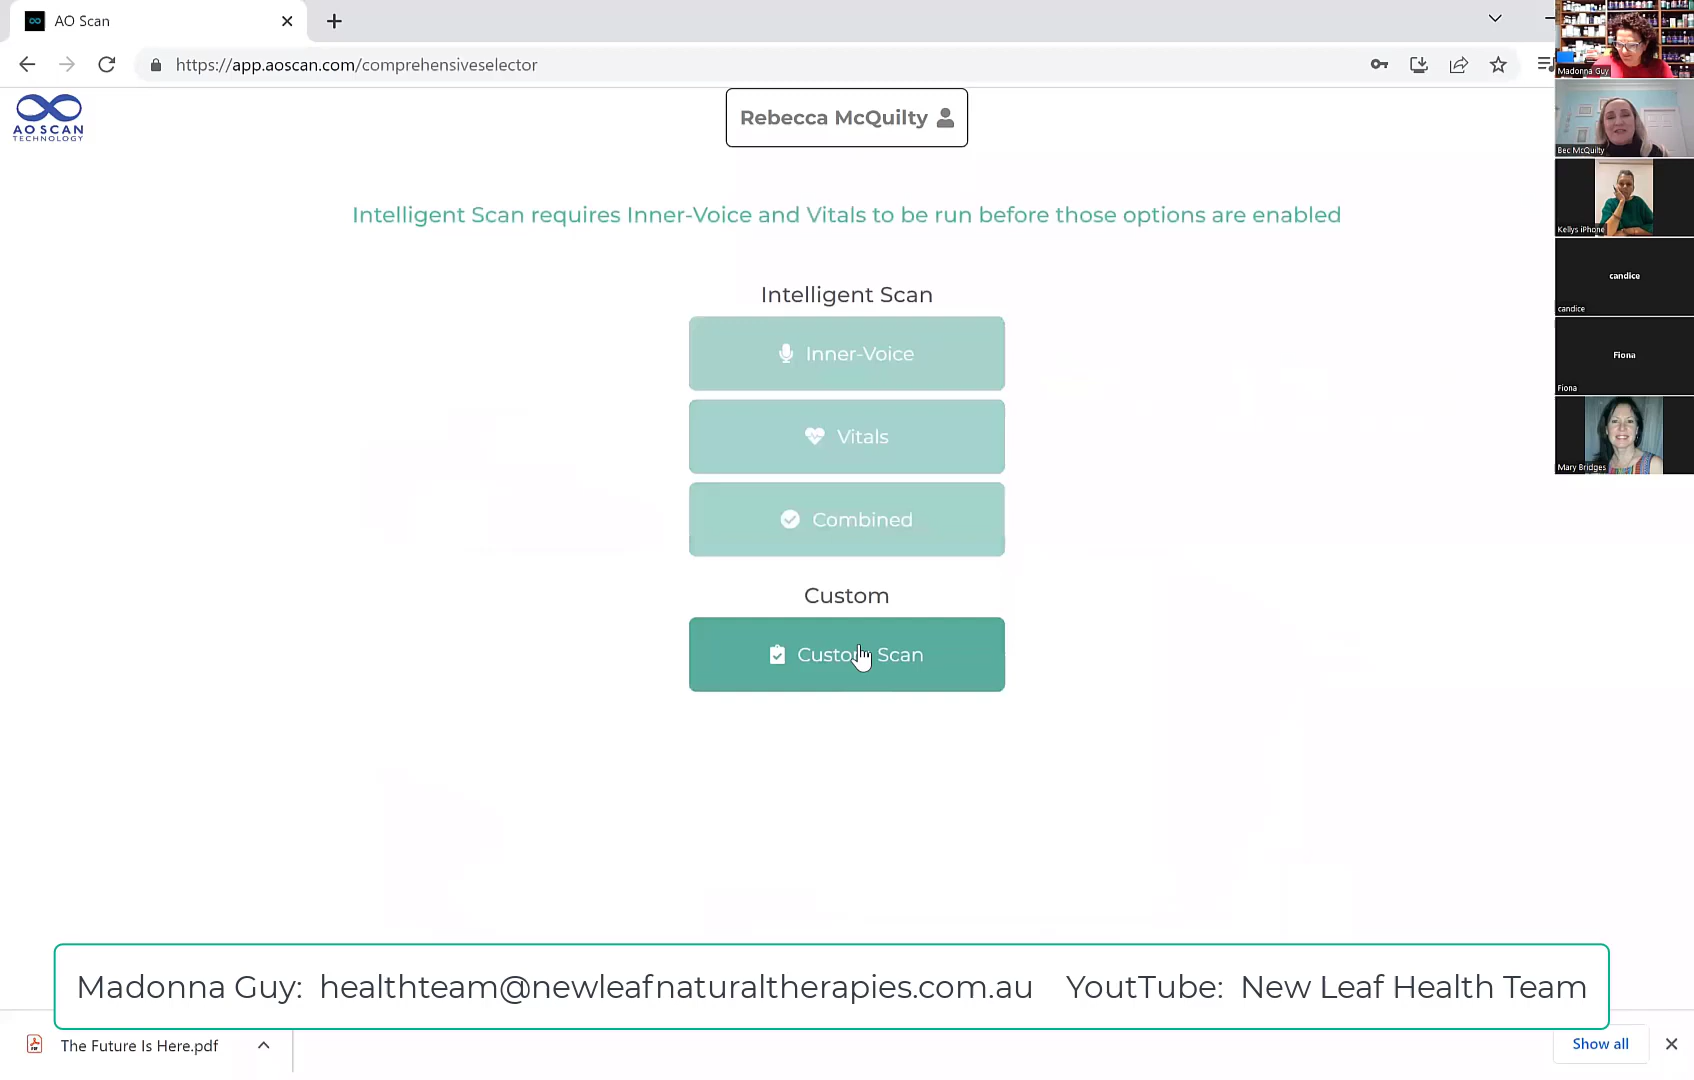 AO Scan
https://app.aoscan.com/comprehensiveselector
AO SCAN
TECHNOLOGY
Rebecca McQuilty
Intelligent Scan requires Inner-Voice and Vitals to be run before those options are enabled
Intelligent Scan
Inner-Voice
Vitals
Combined
Custom
Custom Scan
Madonna Guy
Bec McQuilty
Kellys iPhone
candice
candice
Fiona
Fiona
Mary Bridges
Madonna Guy: healthteam@newleafnaturaltherapies.com.au YoutTube: New Leaf Health Team
The Future Is Here.pdf
Show all